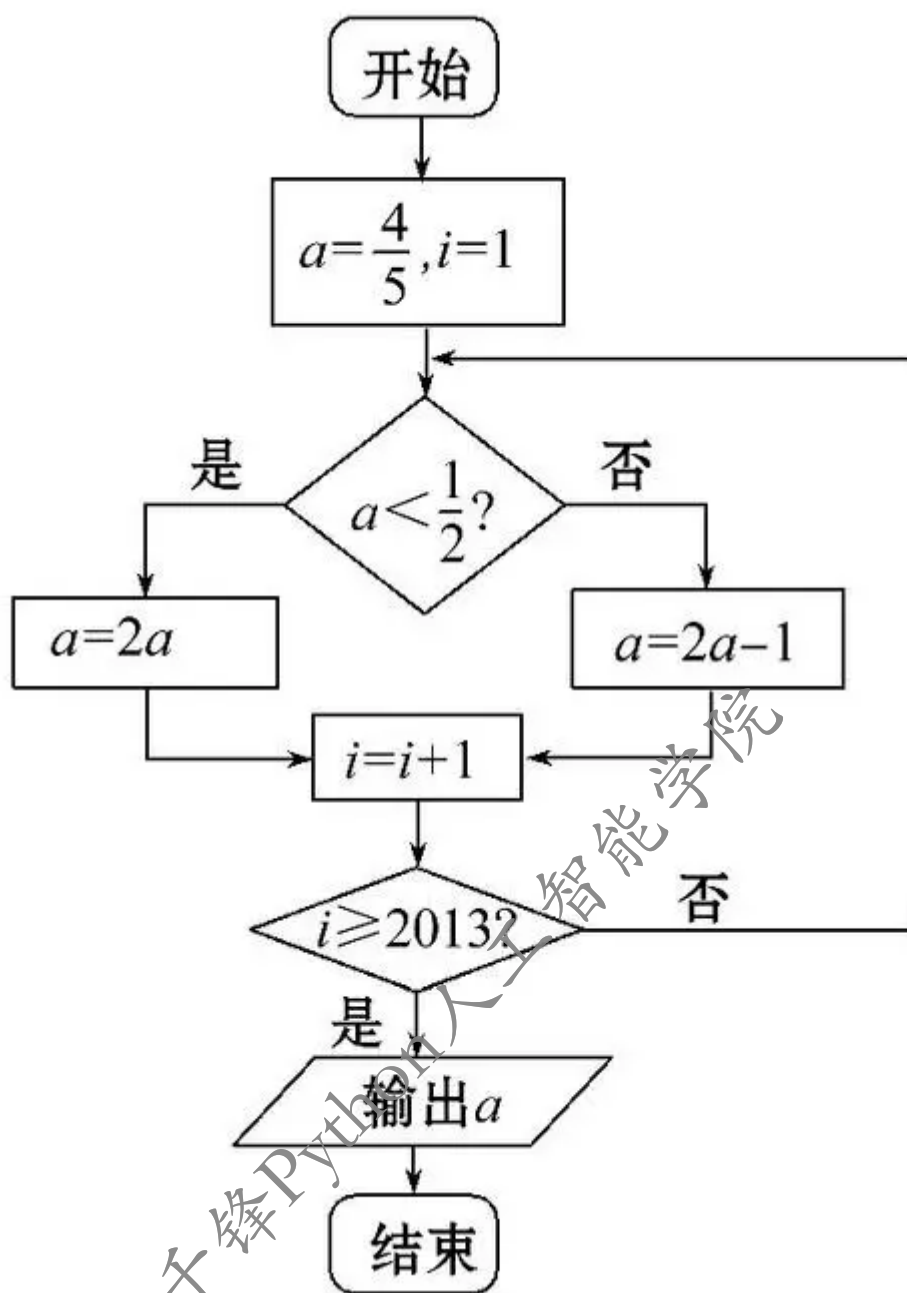 开始
a=4/5,i=1
是
否
a<1/2?
a=2a
a=2a-1
i=i+1
i≥2013?
否
是
输出a
结束
千锋Python人工智能学院